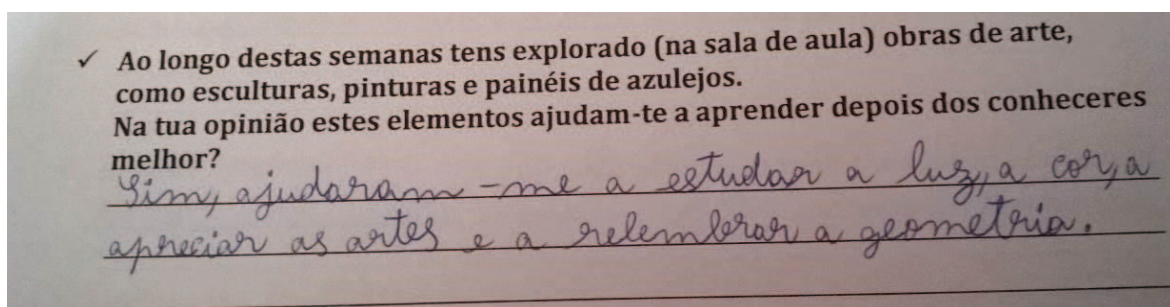 ✓ Ao longo destas semanas tens explorado (na sala de aula) obras de arte,
como esculturas, pinturas e painéis de azulejos.
Na tua opinião estes elementos ajudam-te a aprender depois dos conheceres
melhor?
Sim, ajudaram-me a estudar a luz, a cor, a
apreciar as artes e a relembrar a geometria.